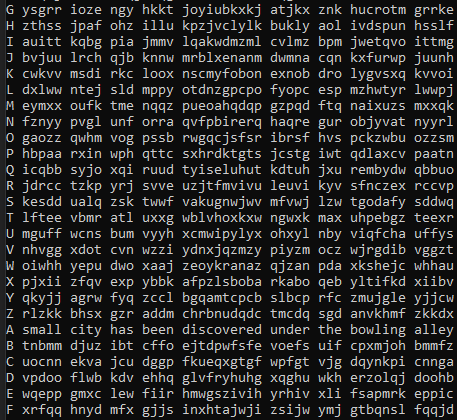 G ysgrr ioze ngy hkkt joyiubkxkj atjkx znk hucrotm grrke
H zthss jpaf ohz illu kpzjvclylk bukly aol ivdspun hsslf
I auitt kqbg pia jmmv lqakwdmzml cvlmz bpm jwetqvo ittmg
J bvjuu lrch qjb knnw mrblxenanm dwmna cqn kxfurwp juunh
K cwkvv msdi rkc loox nscmyfobon exnob dro lygvsxq kvvoi
L dxlww ntej sld mppy otdnzgpcpo fyopc esp mzhwtyr lwwpj
M eymxx oufk tme nqqz pueoahqdqp gzpqd ftq naixuzs mxxqk
N fznyy pvgl unf orra qvfpbirerq haqre gur objyvat nyyrl
O gaozz qwhm vog pssb rwgqcjsfsr ibrsf hvs pckzwbu ozzsm
P hbpaa rxin wph qttc sxhrdktgts jcstg iwt qdlaxcv paatn
Q icqbb syjo xqi ruud tyiseluhut kdtuh jxu rembydw qbbuo
R jdrcc tzkp yrj svve uzjtfmvivu leuvi kyv sfnczex rccvp
S kesdd ualq zsk twwf vakugnwjwv mfvwj lzw tgodafy sddwq
T lftee vbmr atl uxxg wblvhoxkxw ngwxk max uhpebgz teexr
U mguff wcns bum vyyh xcmwipylyx ohxyl nby viqfcha uffys
V nhvgg xdot cvn wzzi ydnxjqzmzy piyzm ocz wjrgdib vggzt
W oiwhh yepu dwo xaaj zeoykranaz qjzan pda xkshejc whhau
X pjxii zfqv exp ybbk afpzlsboba rkabo qeb yltifkd xiibv
Y qkyjj agrw fyq zccl bgqamtcpcb slbcp rfc zmujgle yjjcw
Z rlzkk bhsx gzr addm chrbnudqdc tmcdq sgd anvkhmf zkkdx
A small city has been discovered under the bowling alley
B tnbmm djuz ibt cffo ejtdpwfsfe voefs uif cpxmjoh bmmfz
C uocnn ekva jcu dggp fkueqxgtgf wpfgt vjg dqynkpi cnnga
D vpdoo flwb kdv ehhq glvfryhuhg xqghu wkh erzolqj doohb
E wqepp gmxc lew fiir hmwgszivih yrhiv xli fsapmrk eppic
F xrfqq hnyd mfx gjjs inxhtajwji zsijw ymj gtbqnsl fqqjd